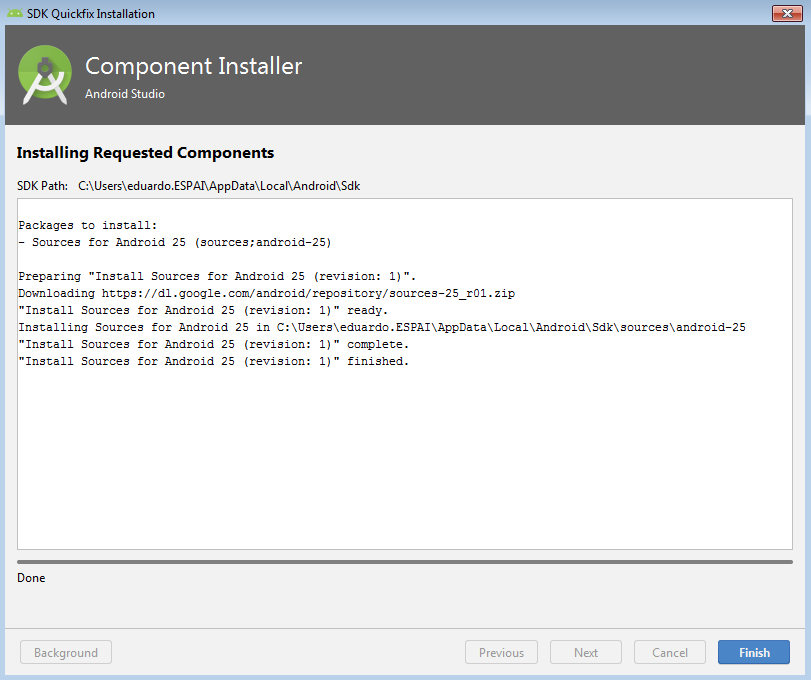 SDK Quickfix Installation
Component Installer
Android Studio
Installing Requested Components
SDK Path: C:\Users\eduardo.ESPAI\AppData\Local\Android\Sdk
Packages to install:
- Sources for Android 25 (sources;android-25)
Preparing "Install Sources for Android 25 (revision: 1)".
Downloading https://dl.google.com/android/repository/sources-25_r01.zip
"Install Sources for Android 25 (revision: 1)" ready.
Installing Sources for Android 25 in C:\Users\eduardo.ESPAI\AppData\Local\Android\Sdk\sources\android-25
"Install Sources for Android 25 (revision: 1)" complete.
"Install Sources for Android 25 (revision: 1)" finished.
Done
Background Previous Next Cancel Finish